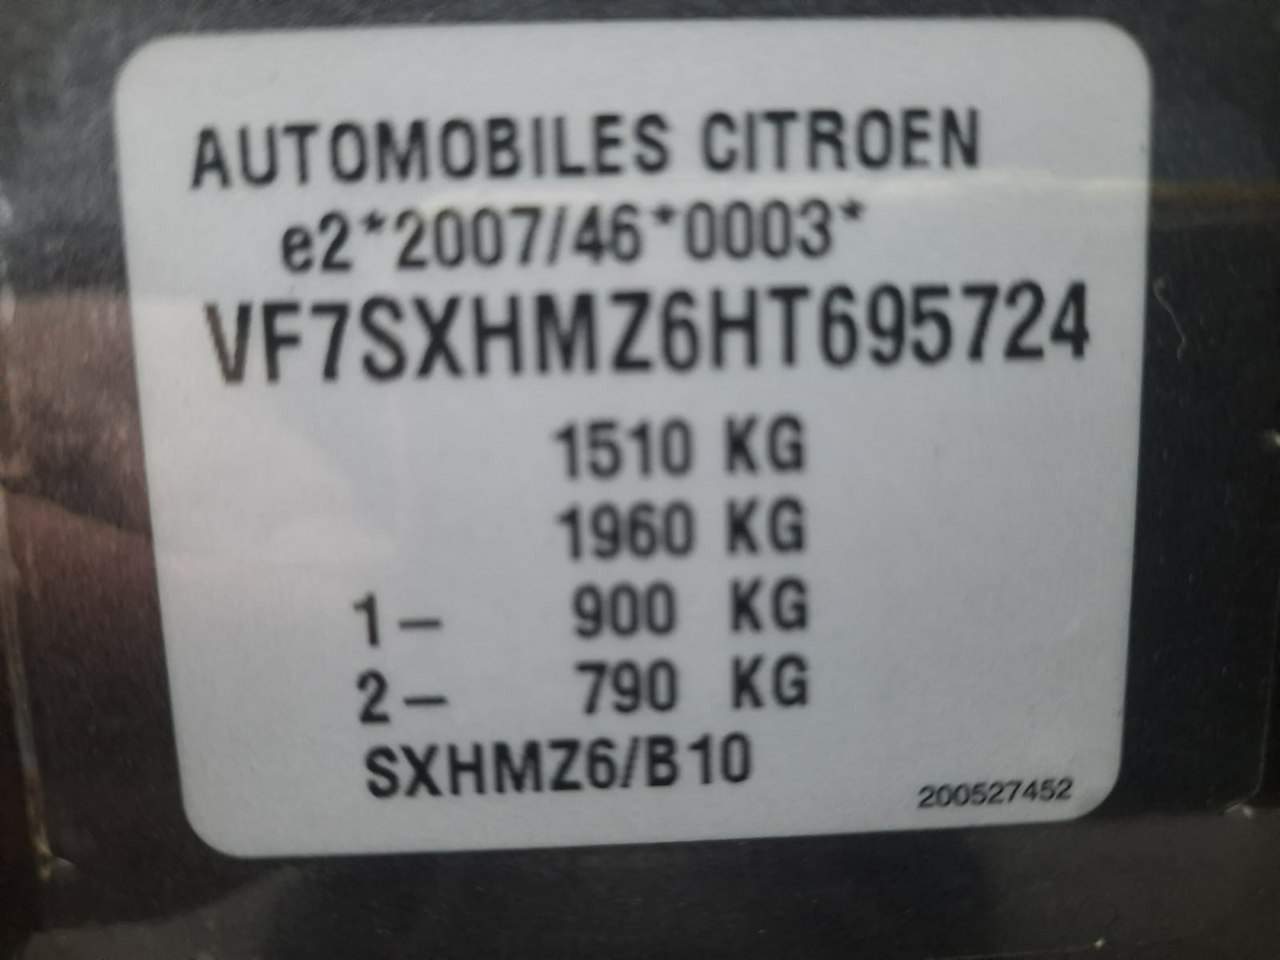 AUTOMOBILES CITROEN
e2*2007/46*0003*
VF7SXHMZ6HT695724
1510 KG
1960 KG
1- 900 KG
2- 790 KG
SXHMZ6/B10
200527452